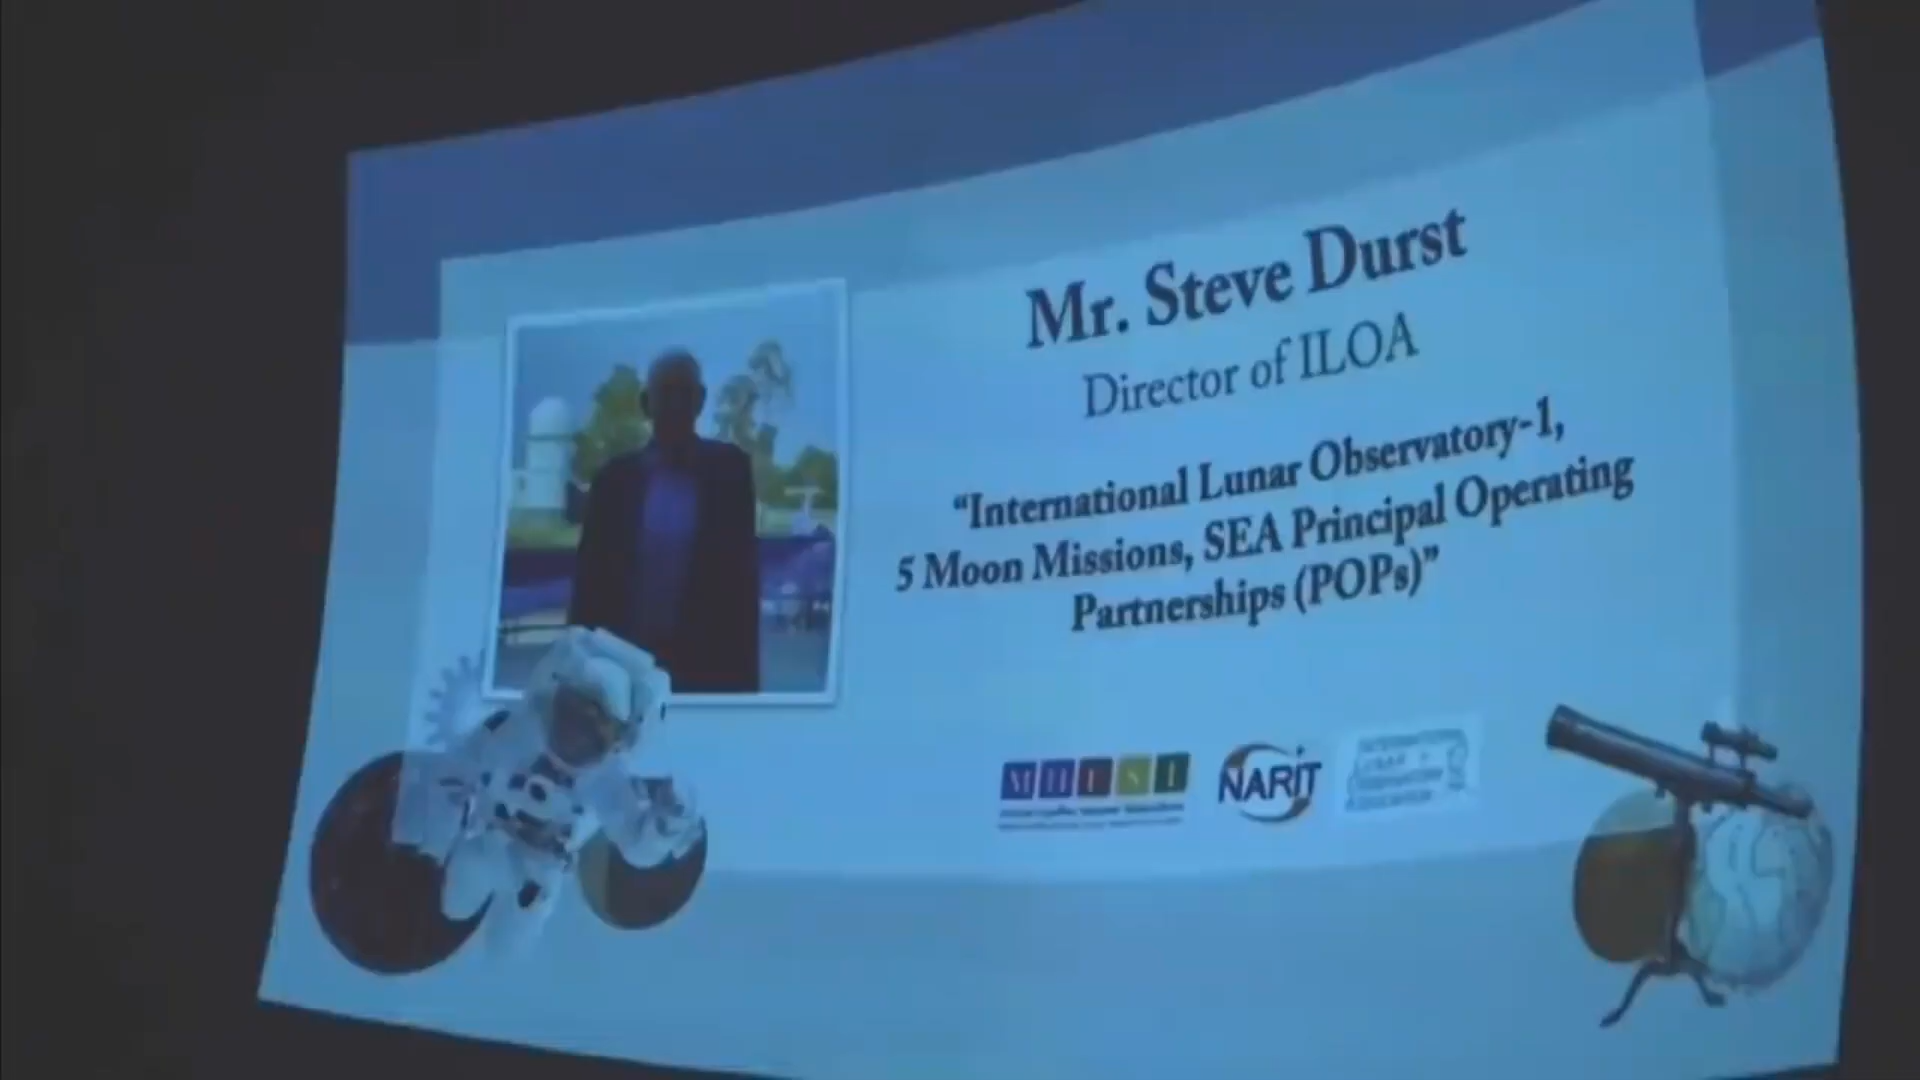 Mr. Steve Durst
Director of ILOA
“International Lunar Observatory-1,
5 Moon Missions, SEA Principal Operating
Partnerships (POPs)”
NARIT